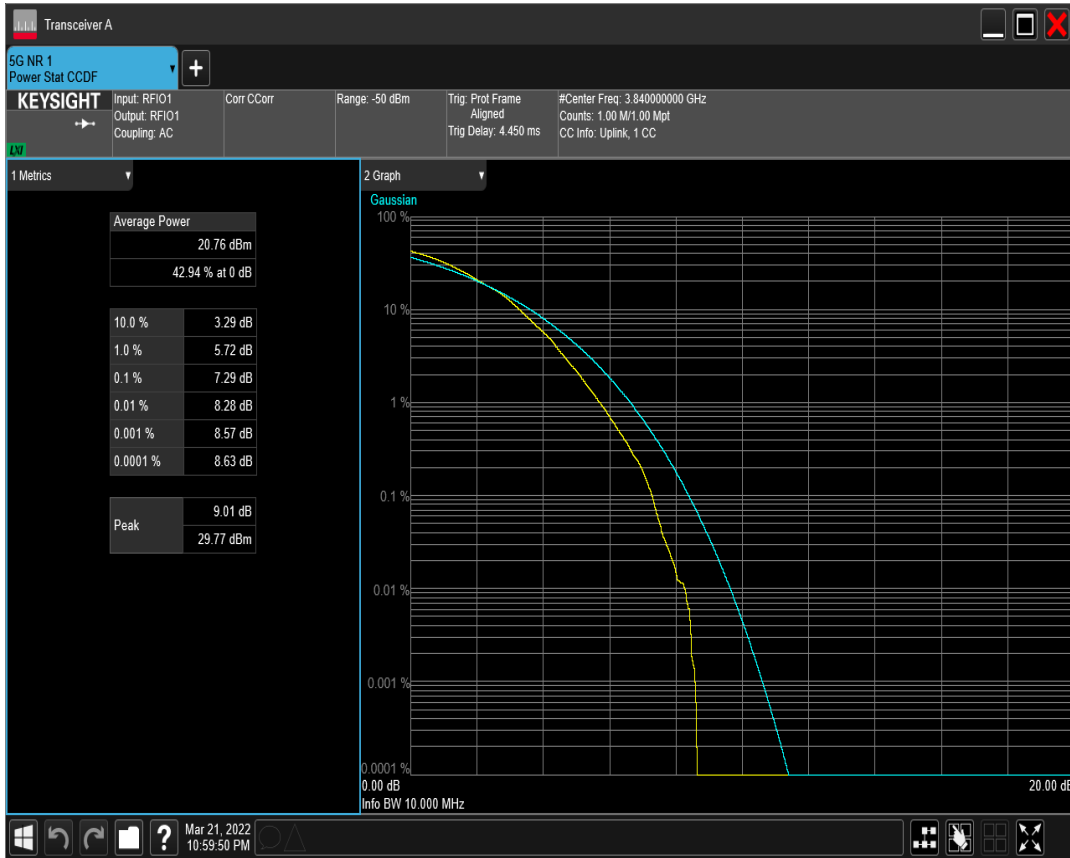 Transceiver A
5G NR 1
Power Stat CCDF
KEYSIGHT
LXI
Input: RFIO1
Output: RFIO1
Coupling: AC
Corr CCorr
Range: -50 dBm
Trig: Prot Frame
Aligned
Trig Delay: 4.450 ms
#Center Freq: 3.840000000 GHz
Counts: 1.00 M/1.00 Mpt
CC Info: Uplink, 1 CC
1 Metrics
Average Power
20.76 dBm
42.94 % at 0 dB
10.0 % 3.29 dB
1.0 % 5.72 dB
0.1 % 7.29 dB
0.01 % 8.28 dB
0.001 % 8.57 dB
0.0001 % 8.63 dB
Peak
9.01 dB
29.77 dBm
2 Graph
Gaussian
100 %
10 %
1 %
0.1 %
0.01 %
0.001 %
0.0001 %
0.00 dB 20.00 dB
Info BW 10.000 MHz
?
Mar 21, 2022
10:59:50 PM